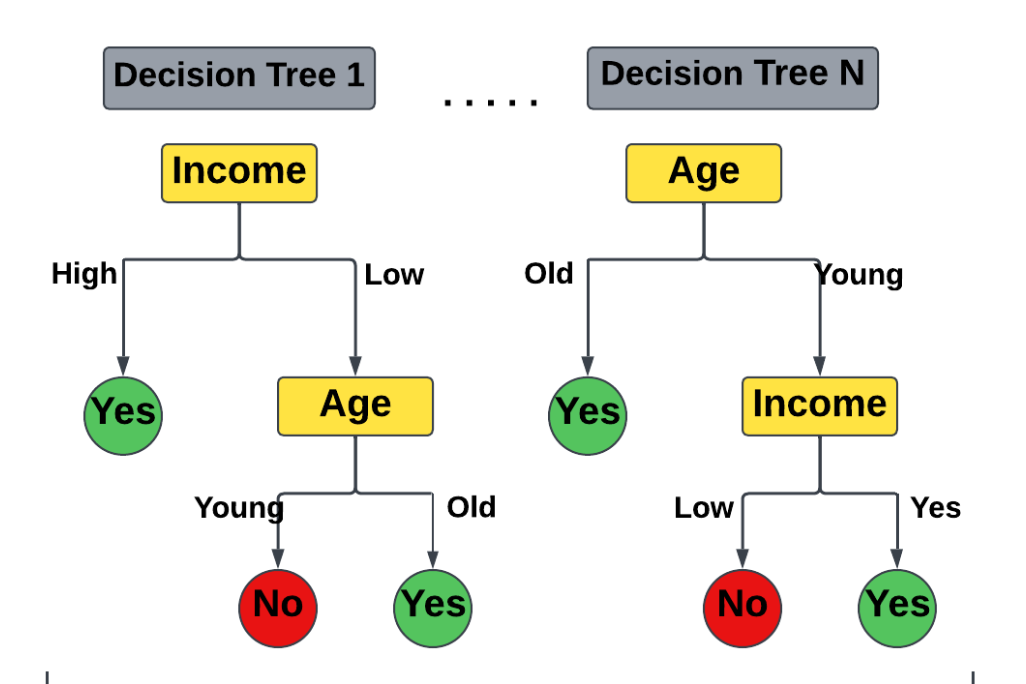 Decision Tree 1
.....
Decision Tree N
Income
Age
High
Low
Old
Young
Yes
Age
Yes
Income
Young
Old
Low
Yes
No
Yes
No
Yes